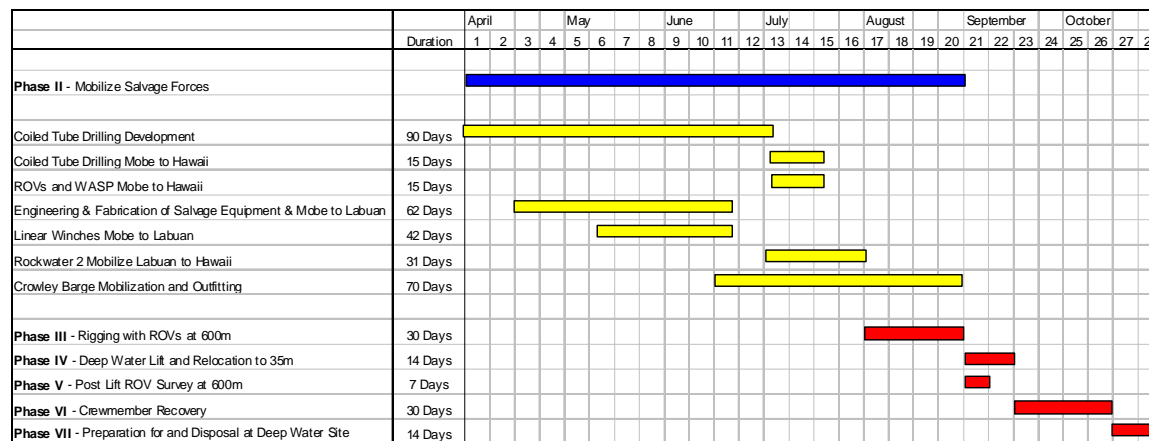 April May June July August September October
Duration 1 2 3 4 5 6 7 8 9 10 11 12 13 14 15 16 17 18 19 20 21 22 23 24 25 26 27
Phase II - Mobilize Salvage Forces
Coiled Tube Drilling Development 90 Days
Coiled Tube Drilling Mobe to Hawaii 15 Days
ROVs and WASP Mobe to Hawaii 15 Days
Engineering & Fabrication of Salvage Equipment & Mobe to Labuan 62 Days
Linear Winches Mobe to Labuan 42 Days
Rockwater 2 Mobilize Labuan to Hawaii 31 Days
Crowley Barge Mobilization and Outfitting 70 Days
Phase III - Rigging with ROVs at 600m 30 Days
Phase IV - Deep Water Lift and Relocation to 35m 14 Days
Phase V - Post Lift ROV Survey at 600m 7 Days
Phase VI - Crewmember Recovery 30 Days
Phase VII - Preparation for and Disposal at Deep Water Site 14 Days